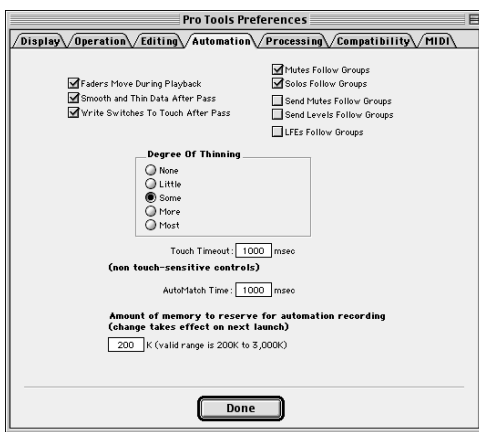 Pro Tools Preferences
Display Operation Editing Automation Processing Compatibility MIDI
Faders Move During Playback
Smooth and Thin Data After Pass
Write Switches To Touch After Pass
Mutes Follow Groups
Solos Follow Groups
Send Mutes Follow Groups
Send Levels Follow Groups
LFEs Follow Groups
Degree Of Thinning
None
Little
Some
More
Most
Touch Timeout: 1000 msec
(non touch-sensitive controls)
AutoMatch Time: 1000 msec
Amount of memory to reserve for automation recording
(change takes effect on next launch)
200 K (valid range is 200K to 3,000K)
Done